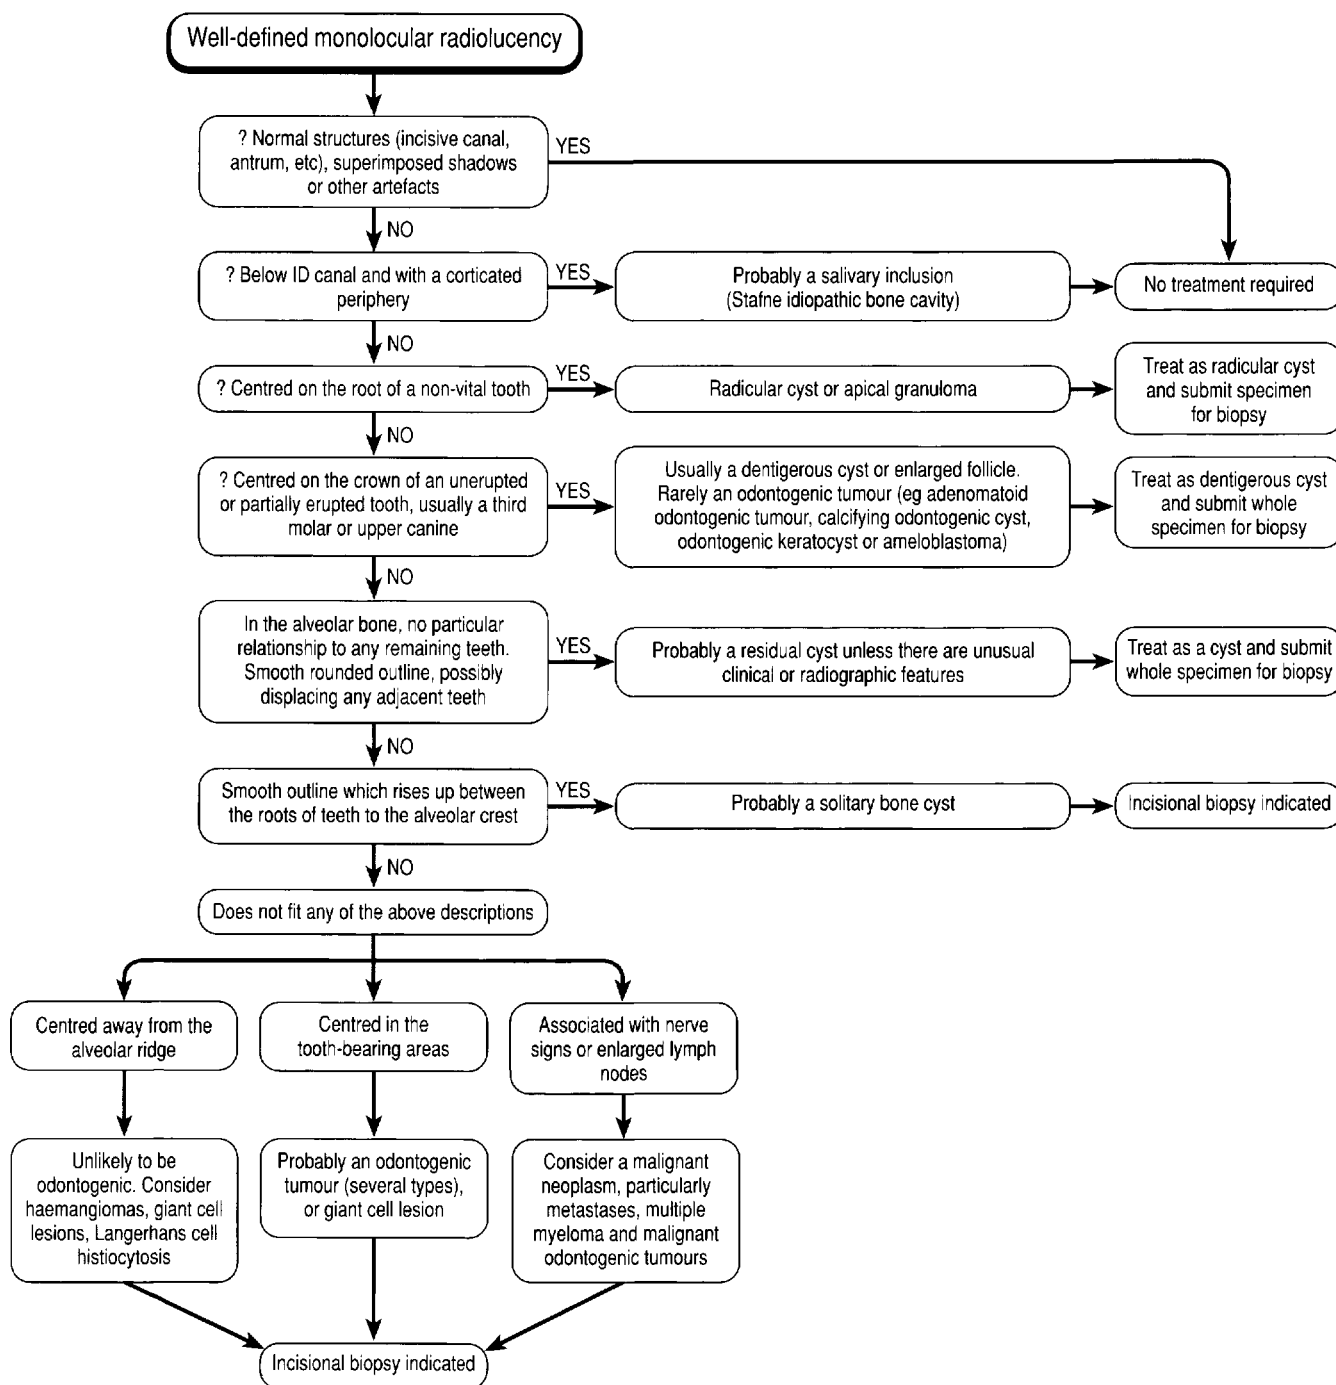 Well-defined monolocular radiolucency
? Normal structures (incisive canal,
antrum, etc), superimposed shadows
or other artefacts
YES
NO
? Below ID canal and with a corticated
periphery
YES
Probably a salivary inclusion
(Stafne idiopathic bone cavity)
No treatment required
NO
? Centred on the root of a non-vital tooth
YES
Radicular cyst or apical granuloma
Treat as radicular cyst
and submit specimen
for biopsy
NO
? Centred on the crown of an unerupted
or partially erupted tooth, usually a third
molar or upper canine
YES
Usually a dentigerous cyst or enlarged follicle.
Rarely an odontogenic tumour (eg adenomatoid
odontogenic tumour, calcifying odontogenic cyst,
odontogenic keratocyst or ameloblastoma)
Treat as dentigerous cyst
and submit whole
specimen for biopsy
NO
In the alveolar bone, no particular
relationship to any remaining teeth.
Smooth rounded outline, possibly
displacing any adjacent teeth
YES
Probably a residual cyst unless there are unusual
clinical or radiographic features
Treat as a cyst and submit
whole specimen for biopsy
NO
Smooth outline which rises up between
the roots of teeth to the alveolar crest
YES
Probably a solitary bone cyst
Incisional biopsy indicated
NO
Does not fit any of the above descriptions
Centred away from the
alveolar ridge
Centred in the
tooth-bearing areas
Associated with nerve
signs or enlarged lymph
nodes
Unlikely to be
odontogenic. Consider
haemangiomas, giant cell
lesions, Langerhans cell
histiocytosis
Probably an odontogenic
tumour (several types),
or giant cell lesion
Consider a malignant
neoplasm, particularly
metastases, multiple
myeloma and malignant
odontogenic tumours
Incisional biopsy indicated